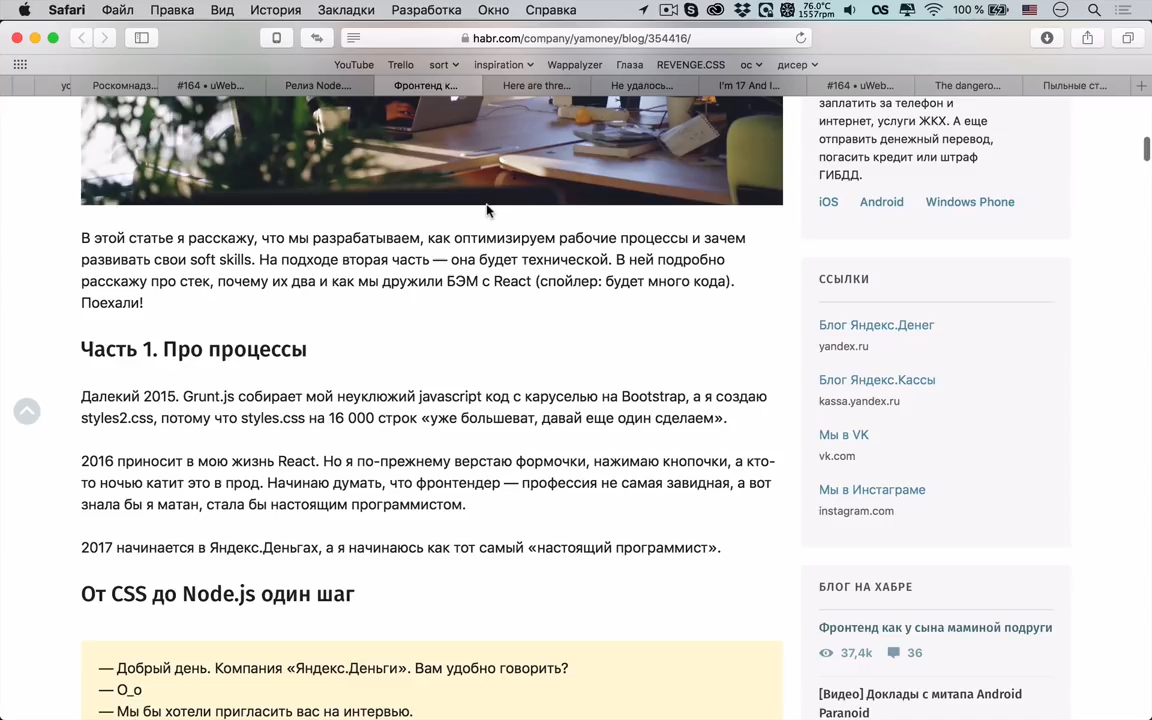 Safari Файл Правка Вид История Закладки Разработка Окно Справка 76.0°C 1557rpm 100 %
habr.com/company/yamoney/blog/354416/
YouTube Trello sort inspiration Wappalyzer Глаза REVENGE.CSS ос дисер
yc Роскомнадз... #164 • uWeb... Релиз Node.... Фронтенд к... Here are thre... Не удалось... I'm 17 And I... #164 • uWeb... The dangero... Пыльные ст...
заплатить за телефон и
интернет, услуги ЖКХ. А еще
отправить денежный перевод,
погасить кредит или штраф
ГИБДД.
iOS Android Windows Phone
В этой статье я расскажу, что мы разрабатываем, как оптимизируем рабочие процессы и зачем
развивать свои soft skills. На подходе вторая часть — она будет технической. В ней подробно
расскажу про стек, почему их два и как мы дружили БЭМ с React (спойлер: будет много кода).
Поехали!
Часть 1. Про процессы
Далекий 2015. Grunt.js собирает мой неуклюжий javascript код с каруселью на Bootstrap, а я создаю
styles2.css, потому что styles.css на 16 000 строк «уже большеват, давай еще один сделаем».
2016 приносит в мою жизнь React. Но я по-прежнему верстаю формочки, нажимаю кнопочки, а кто-
то ночью катит это в прод. Начинаю думать, что фронтендер — профессия не самая завидная, а вот
знала бы я матан, стала бы настоящим программистом.
2017 начинается в Яндекс.Деньгах, а я начинаюсь как тот самый «настоящий программист».
От CSS до Node.js один шаг
— Добрый день. Компания «Яндекс.Деньги». Вам удобно говорить?
— О_о
— Мы бы хотели пригласить вас на интервью.
ССЫЛКИ
Блог Яндекс.Денег
yandex.ru
Блог Яндекс.Кассы
kassa.yandex.ru
Мы в VK
vk.com
Мы в Инстаграме
instagram.com
БЛОГ НА ХАБРЕ
Фронтенд как у сына маминой подруги
37,4k 36
[Видео] Доклады с митапа Android
Paranoid